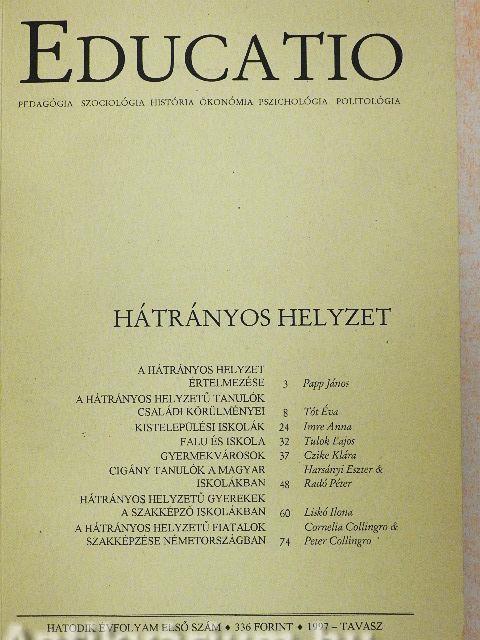 EDUCATIO
PEDAGÓGIA SZOCIOLÓGIA HISTÓRIA ÖKONÓMIA PSZICHOLÓGIA POLITOLÓGIA
HÁTRÁNYOS HELYZET
A HÁTRÁNYOS HELYZET
ÉRTELMEZÉSE 3 Papp János
A HÁTRÁNYOS HELYZETŰ TANULÓK
CSALÁDI KÖRÜLMÉNYEI 8 Tót Éva
KISTELEPÜLÉSI ISKOLÁK 24 Imre Anna
FALU ÉS ISKOLA 32 Tulok Lajos
GYERMEKVÁROSOK 37 Czike Klára
CIGÁNY TANULÓK A MAGYAR Harsányi Eszter &
ISKOLÁKBAN 48 Radó Péter
HÁTRÁNYOS HELYZETŰ GYEREKEK
A SZAKKÉPZŐ ISKOLÁKBAN 60 Liskó Ilona
A HÁTRÁNYOS HELYZETŰ FIATALOK Cornelia Collingro &
SZAKKÉPZÉSE NÉMETORSZÁGBAN 74 Peter Collingro
HATODIK ÉVFOLYAM ELSŐ SZÁM ♦ 336 FORINT ♦ 1997 – TAVASZ